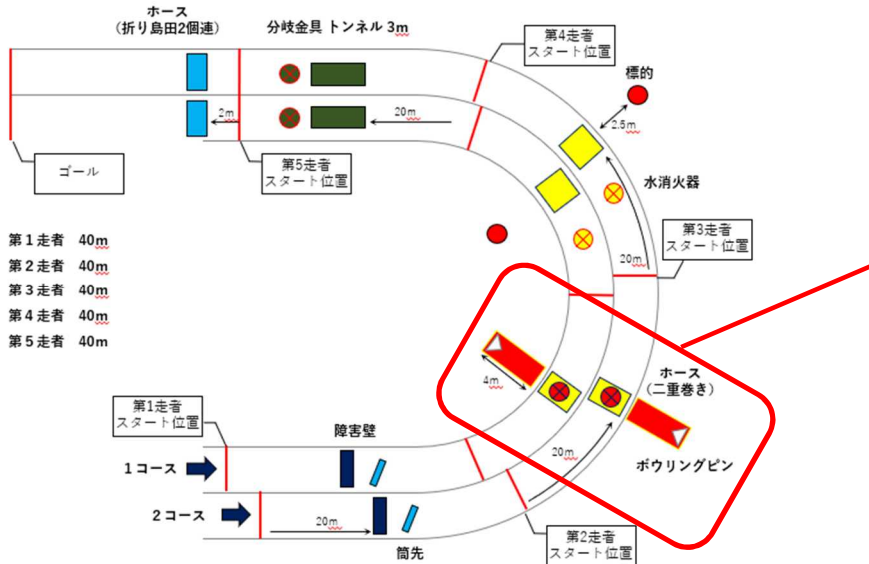 ホース
（折り島田2個連）
分岐金具 トンネル 3m
第4走者
スタート位置
標的
2m
20m
2.5m
ゴール
第5走者
スタート位置
水消火器
第3走者
スタート位置
20m
第1走者　40m
第2走者　40m
第3走者　40m
第4走者　40m
第5走者　40m
4m
ホース
（二重巻き）
第1走者
スタート位置
障害壁
20m
ボウリングピン
1コース
2コース
20m
筒先
第2走者
スタート位置